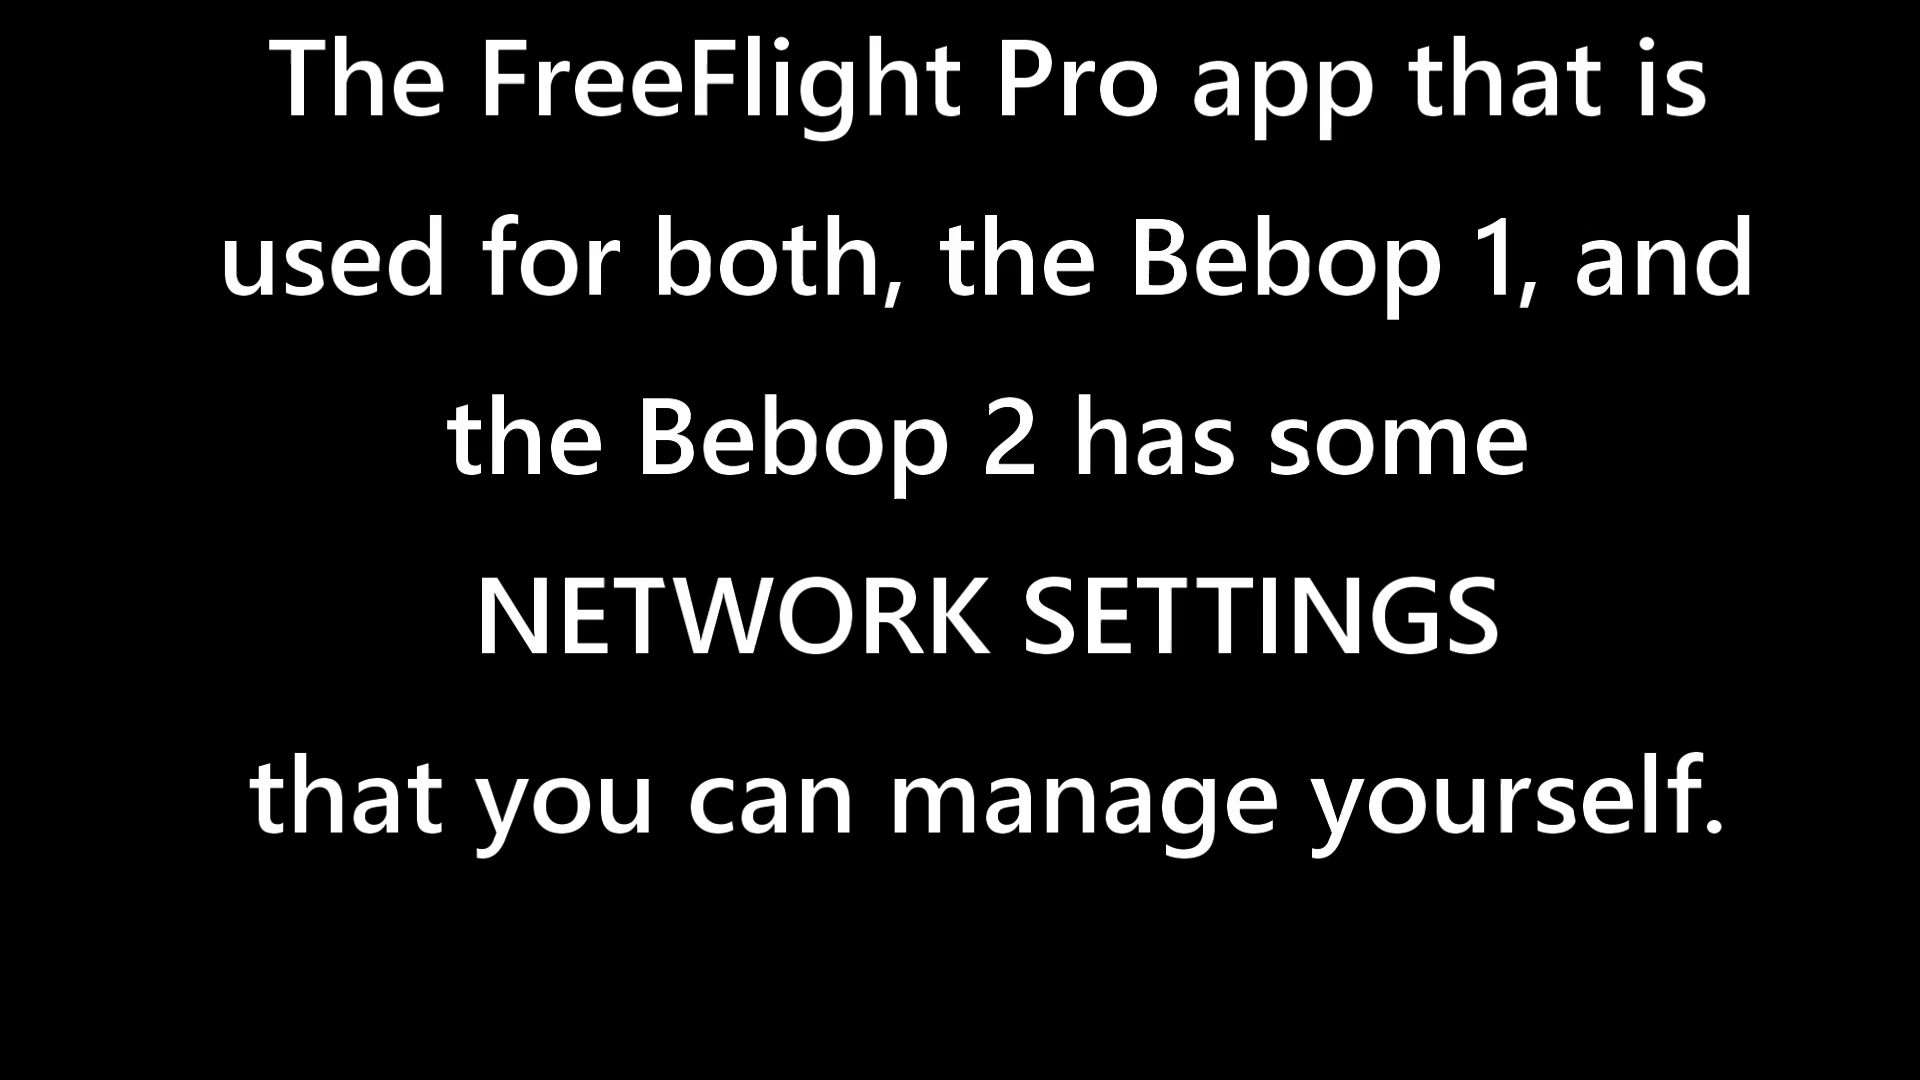 The FreeFlight Pro app that is
used for both, the Bebop 1, and
the Bebop 2 has some
NETWORK SETTINGS
that you can manage yourself.